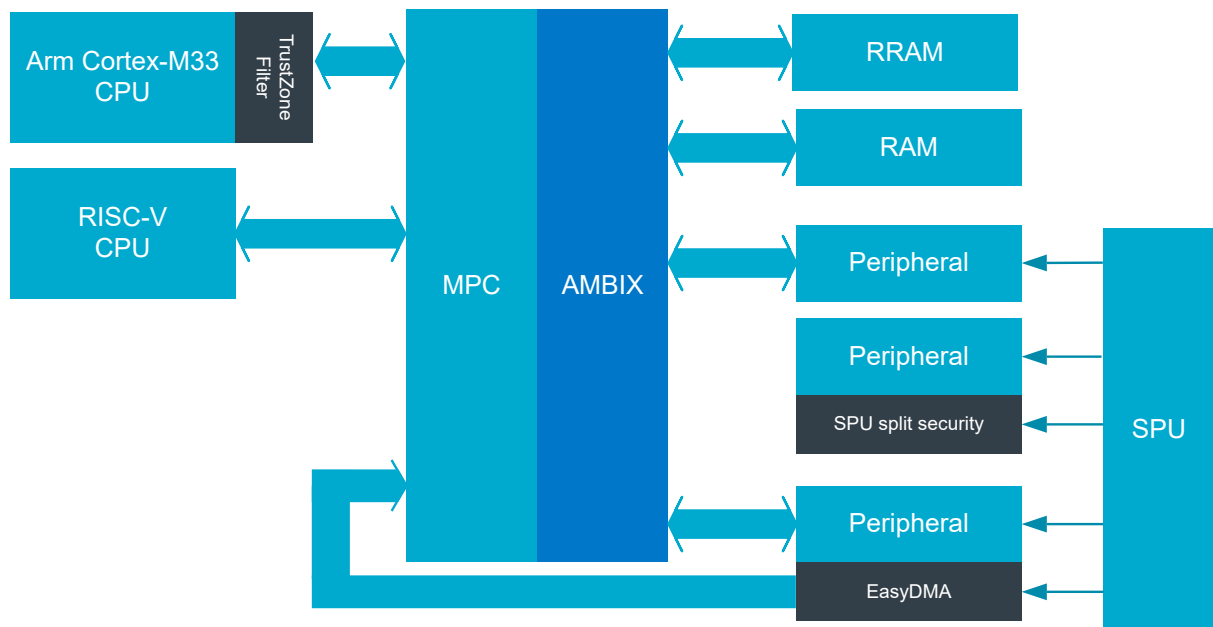 Arm Cortex-M33
CPU
TrustZone
Filter
RISC-V
CPU
MPC
AMBIX
RRAM
RAM
Peripheral
Peripheral
SPU split security
Peripheral
EasyDMA
SPU